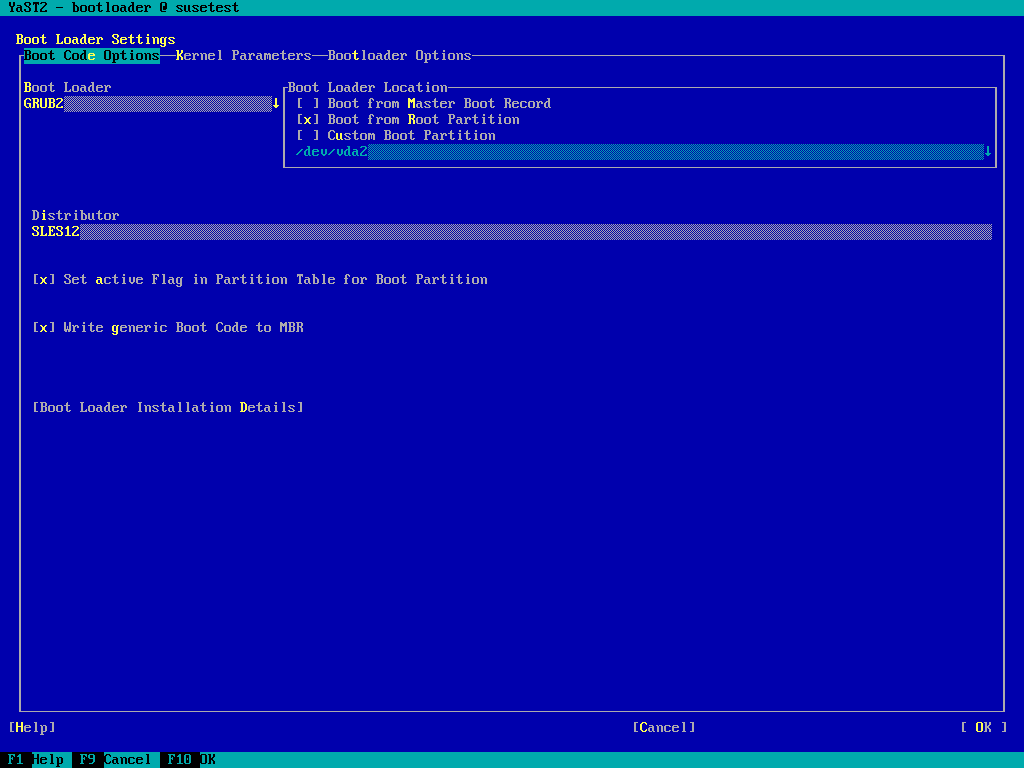 YaST2 - bootloader @ susetest
Boot Loader Settings
Boot Code Options Kernel Parameters Bootloader Options
Boot Loader
GRUB2 ↓
Boot Loader Location
[ ] Boot from Master Boot Record
[x] Boot from Root Partition
[ ] Custom Boot Partition
/dev/vda2 ↓
Distributor
SLES12
[x] Set active Flag in Partition Table for Boot Partition
[x] Write generic Boot Code to MBR
[Boot Loader Installation Details]
[Help] [Cancel] [ OK ]
F1 Help F9 Cancel F10 OK